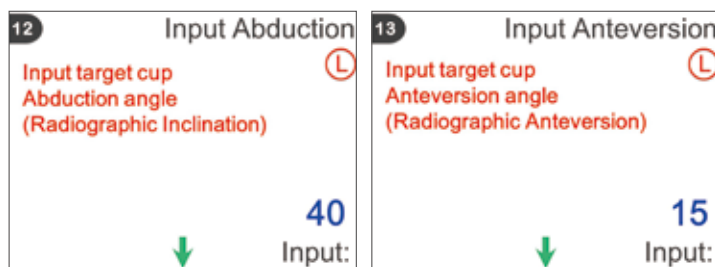 12
Input Abduction
L
Input target cup
Abduction angle
(Radiographic Inclination)
40
Input:
13
Input Anteversion
L
Input target cup
Anteversion angle
(Radiographic Anteversion)
15
Input: